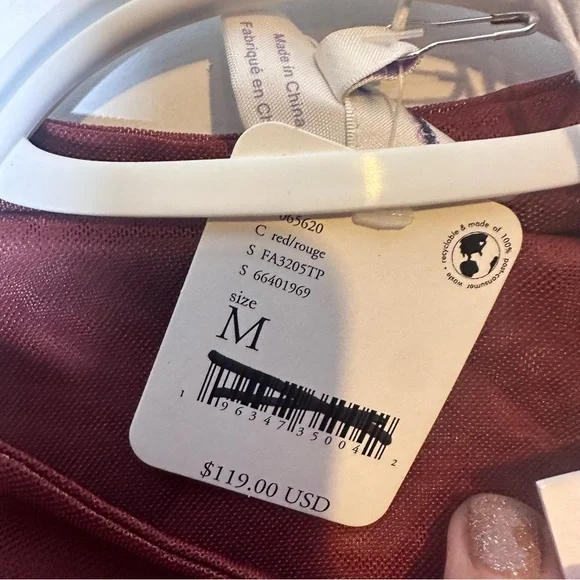 Made in China
Fabriqué en Ch
065620
C red/rouge
S FA3205TP
S 66401969
size
M
1 96347 35004 2
$119.00 USD
recyclable & made of 100% post-consumer waste •